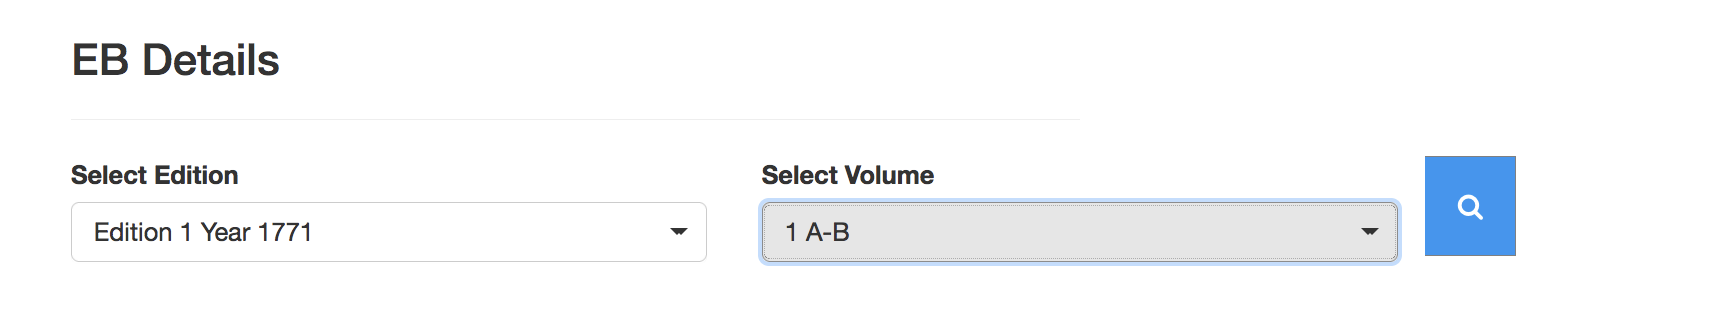 EB Details
Select Edition
Select Volume
Edition 1 Year 1771
1 A-B